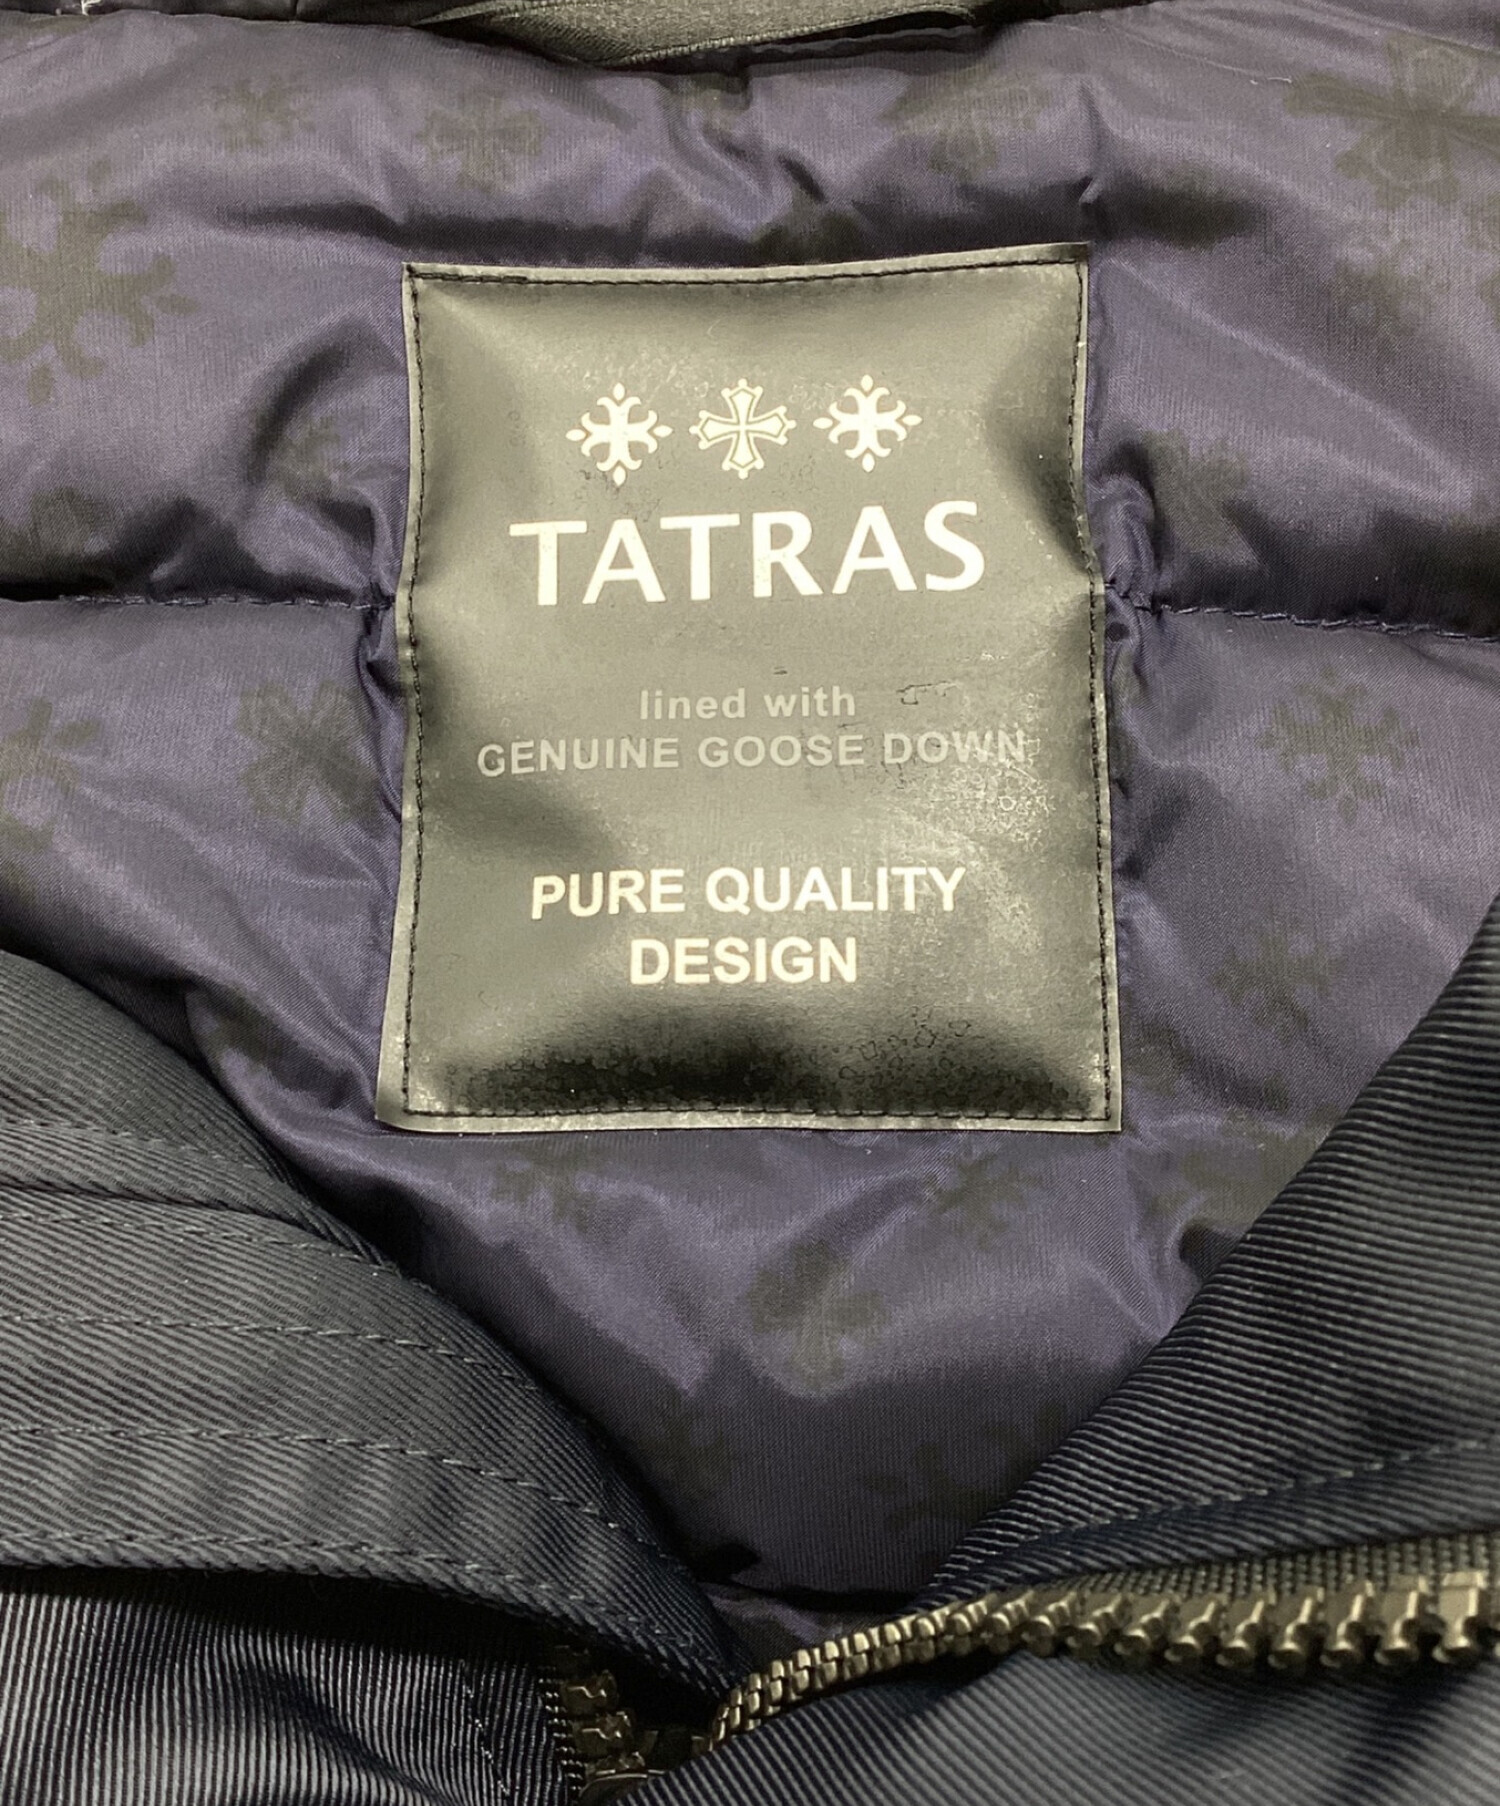 TATRAS
lined with
GENUINE GOOSE DOWN
PURE QUALITY
DESIGN